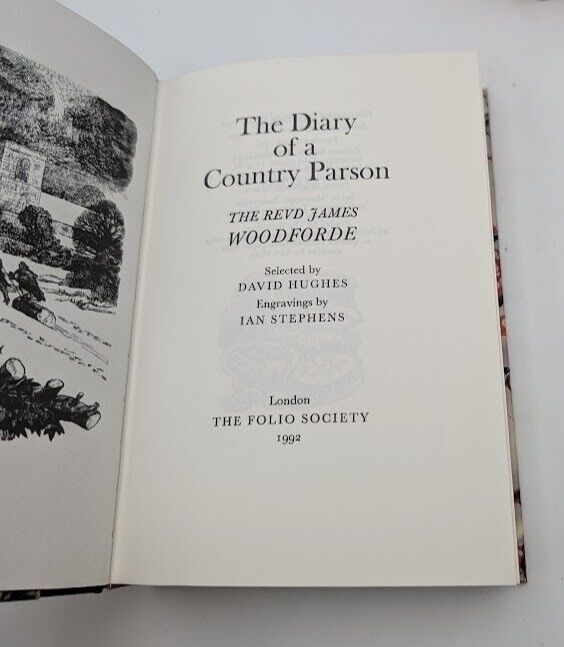 The Diary
of a
Country Parson
THE REVD JAMES
WOODFORDE
Selected by
DAVID HUGHES
Engravings by
IAN STEPHENS
London
THE FOLIO SOCIETY
1992